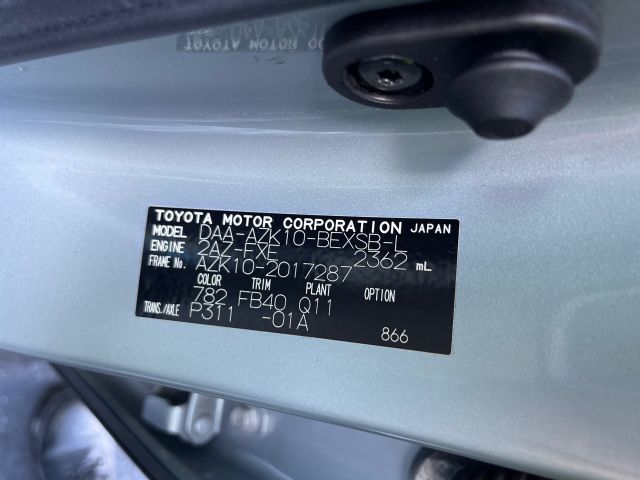 TOYOTA MOTOR CORPORATION JAPAN
MODEL DAA-AZK10-BEXSB-L
ENGINE 2AZ-FXE 2362 mL
FRAME No. AZK10-2017287
COLOR TRIM PLANT OPTION
782 FB40 Q11
TRANS./AXLE P311 -01A 866